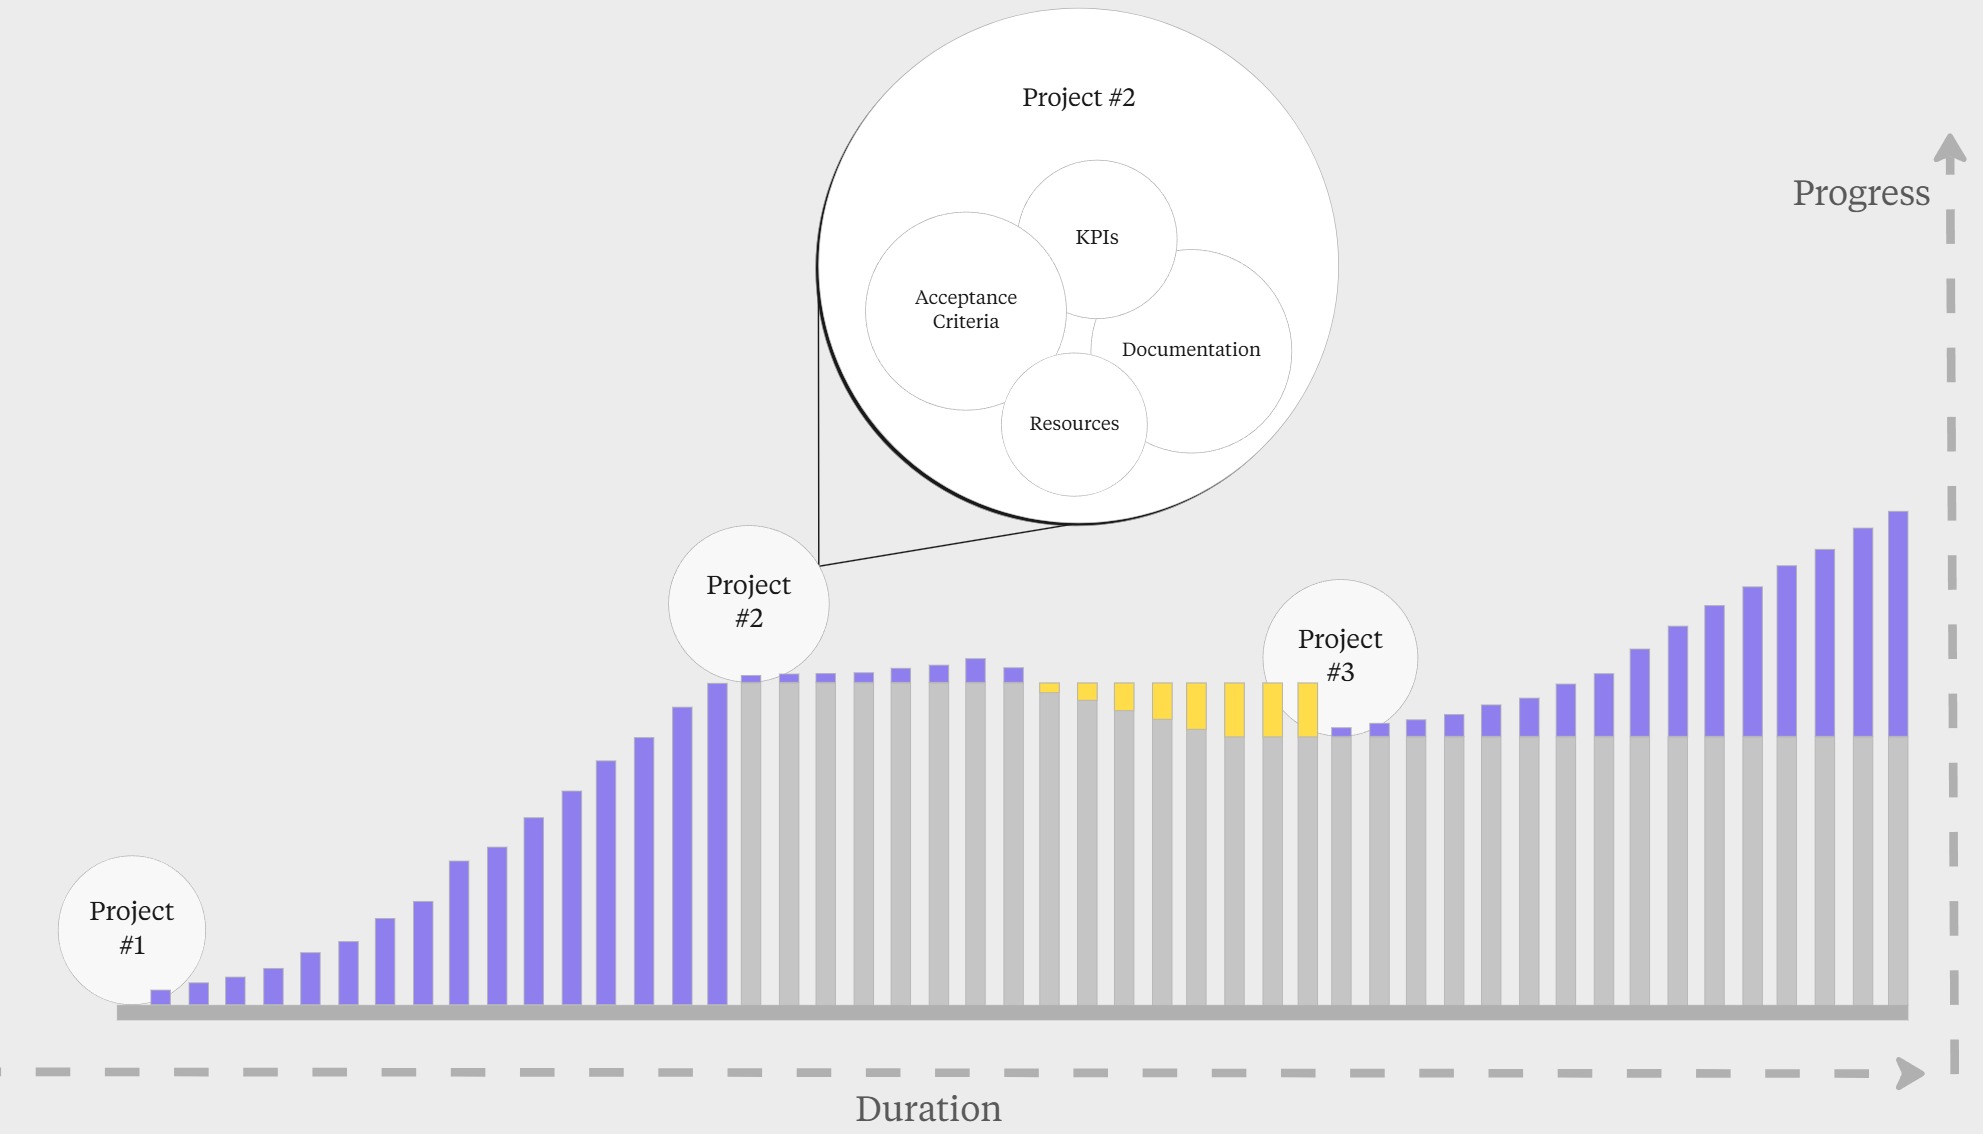 Project #2
KPIs
Acceptance
Criteria
Documentation
Resources
Progress
Project
#2
Project
#3
Project
#1
Duration